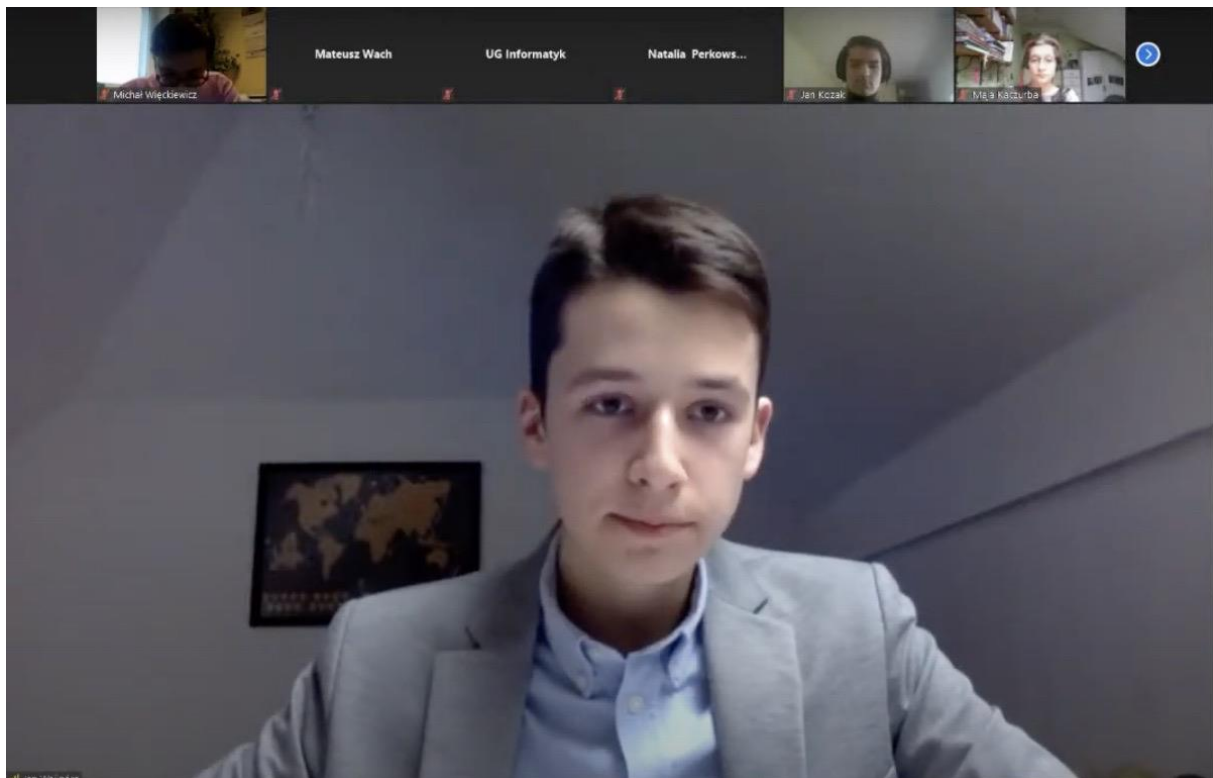 Michał Więckiewicz
Mateusz Wach
UG Informatyk
Natalia Perkows...
Jan Kozak
Maja Kaczurba